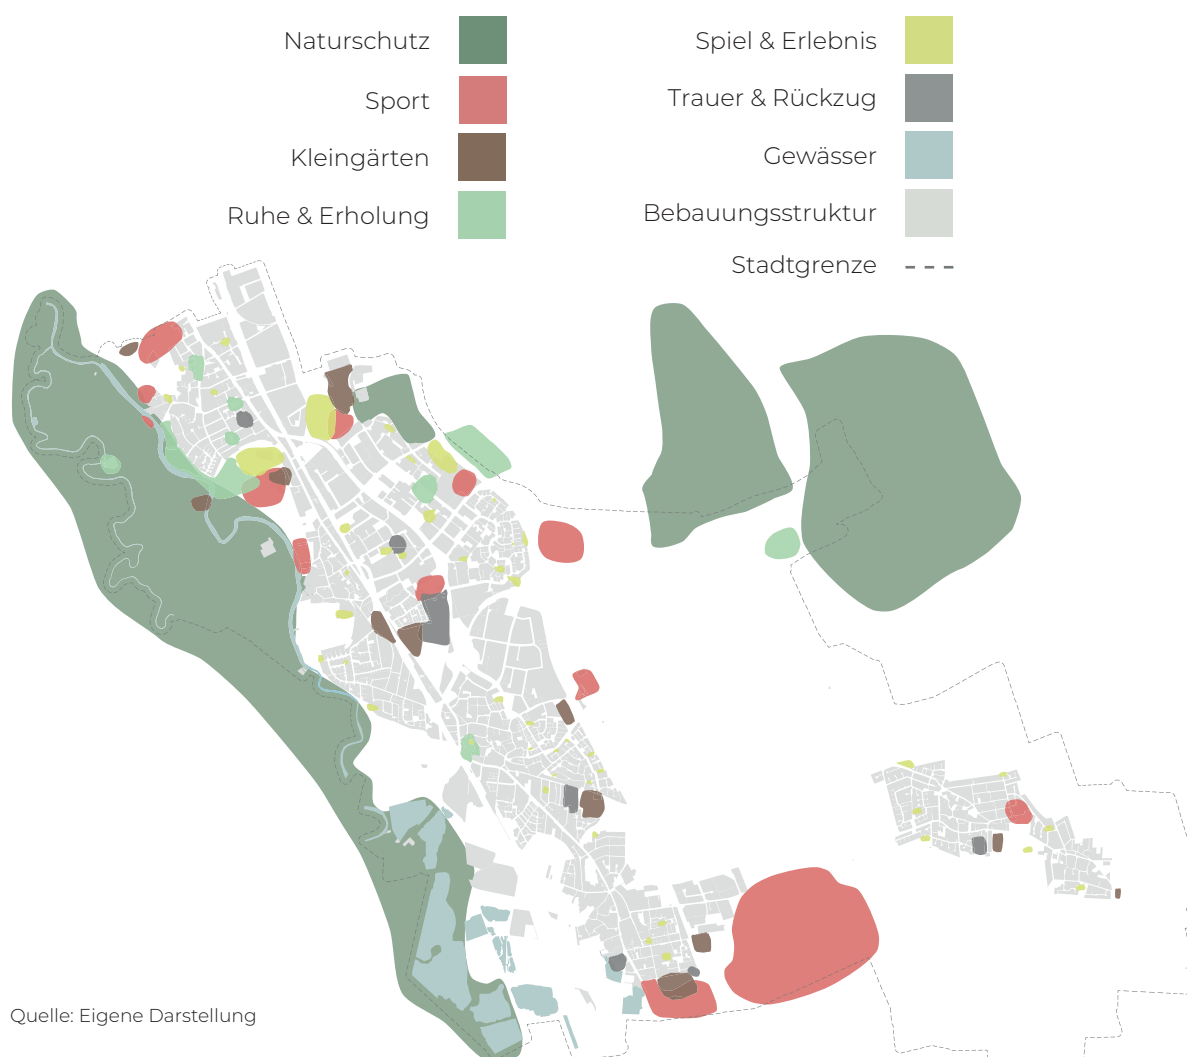 Naturschutz
Sport
Kleingärten
Ruhe & Erholung
Spiel & Erlebnis
Trauer & Rückzug
Gewässer
Bebauungsstruktur
Stadtgrenze
Quelle: Eigene Darstellung